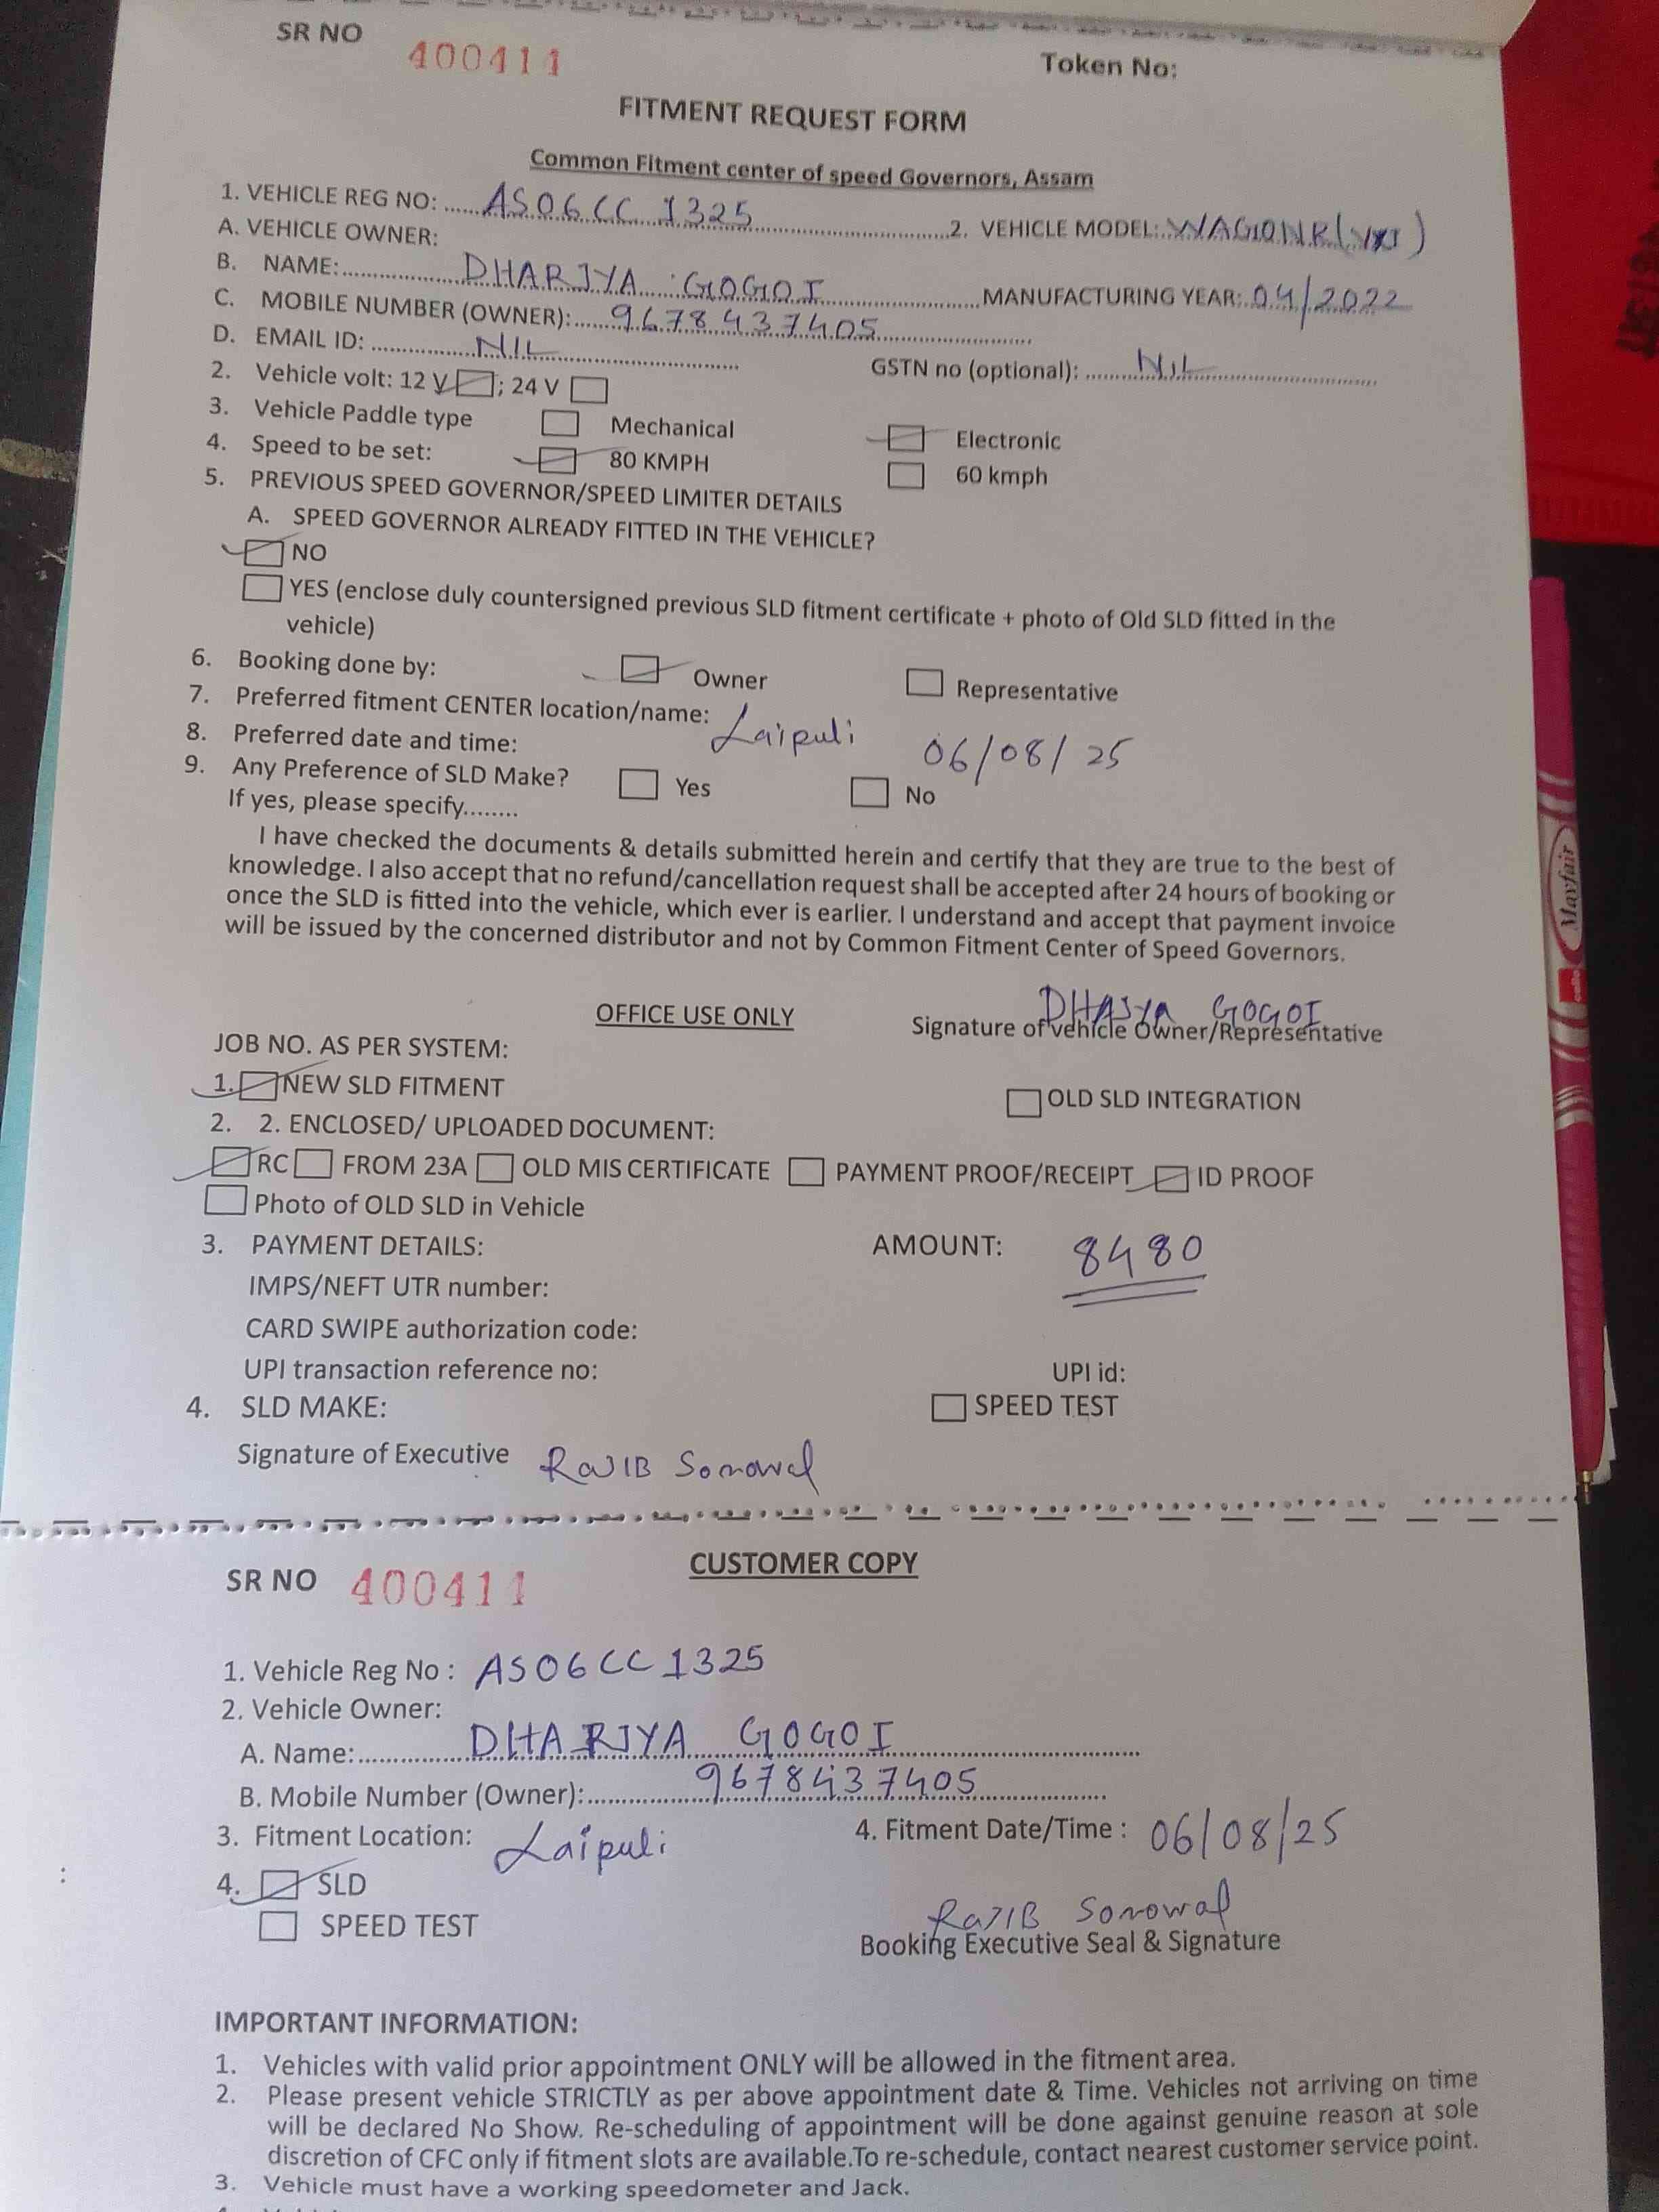 SR NO 400411
Token No:
FITMENT REQUEST FORM
Common Fitment center of speed Governors, Assam
1. VEHICLE REG NO: ...... AS06CC 1325 ...... 2. VEHICLE MODEL: WAGONR(VXI)
A. VEHICLE OWNER:
B. NAME: ...... DHARJYA GOGOI ...... MANUFACTURING YEAR: 04/2022
C. MOBILE NUMBER (OWNER): ...... 9678437405 ......
D. EMAIL ID: ...... NIL ...... GSTN no (optional): ...... NIL ......
2. Vehicle volt: 12 V ; 24 V
3. Vehicle Paddle type Mechanical Electronic
4. Speed to be set: 80 KMPH 60 kmph
5. PREVIOUS SPEED GOVERNOR/SPEED LIMITER DETAILS
A. SPEED GOVERNOR ALREADY FITTED IN THE VEHICLE?
NO
YES (enclose duly countersigned previous SLD fitment certificate + photo of Old SLD fitted in the
vehicle)
6. Booking done by: Owner Representative
7. Preferred fitment CENTER location/name: Laipuli
8. Preferred date and time: 06/08/25
9. Any Preference of SLD Make? Yes No
If yes, please specify........
I have checked the documents & details submitted herein and certify that they are true to the best of
knowledge. I also accept that no refund/cancellation request shall be accepted after 24 hours of booking or
once the SLD is fitted into the vehicle, which ever is earlier. I understand and accept that payment invoice
will be issued by the concerned distributor and not by Common Fitment Center of Speed Governors.
DHAJYA GOGOI
OFFICE USE ONLY Signature of vehicle Owner/Representative
JOB NO. AS PER SYSTEM:
1. NEW SLD FITMENT OLD SLD INTEGRATION
2. 2. ENCLOSED/ UPLOADED DOCUMENT:
RC FROM 23A OLD MIS CERTIFICATE PAYMENT PROOF/RECEIPT ID PROOF
Photo of OLD SLD in Vehicle
3. PAYMENT DETAILS: AMOUNT: 8480
IMPS/NEFT UTR number:
CARD SWIPE authorization code:
UPI transaction reference no: UPI id:
4. SLD MAKE: SPEED TEST
Signature of Executive RaJIB Sonowal
CUSTOMER COPY
SR NO 400411
1. Vehicle Reg No : AS06CC1325
2. Vehicle Owner:
A. Name: ...... DHARJYA GOGOI ......
B. Mobile Number (Owner): ...... 9678437405 ......
3. Fitment Location: Laipuli 4. Fitment Date/Time : 06/08/25
4. SLD
SPEED TEST
RaJIB Sonowal
Booking Executive Seal & Signature
IMPORTANT INFORMATION:
1. Vehicles with valid prior appointment ONLY will be allowed in the fitment area.
2. Please present vehicle STRICTLY as per above appointment date & Time. Vehicles not arriving on time
will be declared No Show. Re-scheduling of appointment will be done against genuine reason at sole
discretion of CFC only if fitment slots are available.To re-schedule, contact nearest customer service point.
3. Vehicle must have a working speedometer and Jack.
cello Mayfair